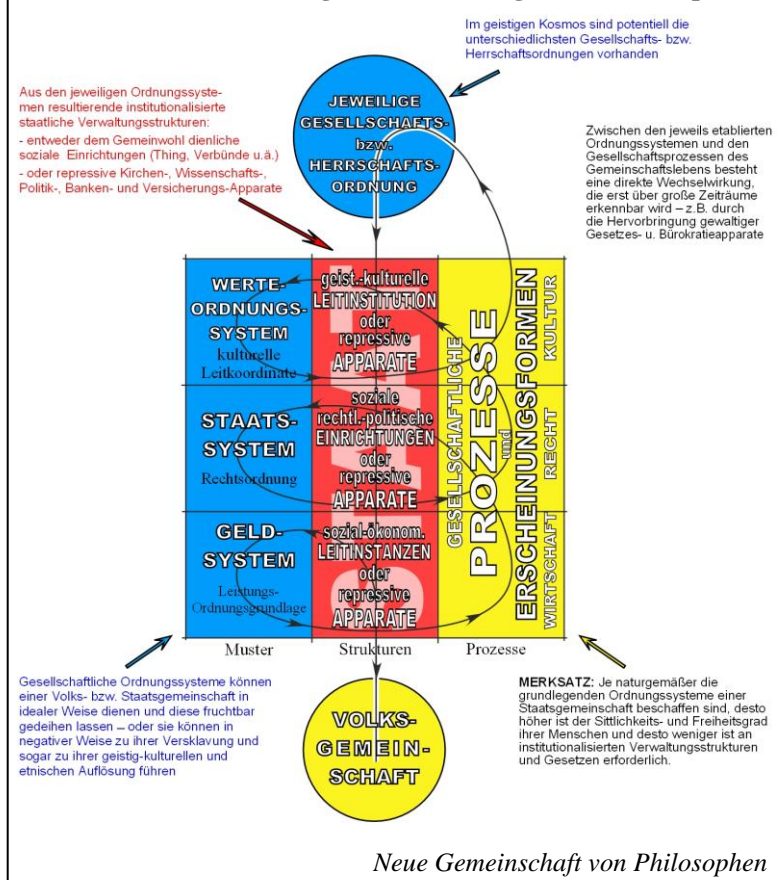 Im geistigen Kosmos sind potentiell die
unterschiedlichsten Gesellschafts- bzw.
Herrschaftsordnungen vorhanden
Aus den jeweiligen Ordnungssyste-
men resultierende institutionalisierte
staatliche Verwaltungsstrukturen:
- entweder dem Gemeinwohl dienliche
soziale Einrichtungen (Thing, Verbünde u.ä.)
- oder repressive Kirchen-, Wissenschafts-,
Politik-, Banken- und Versicherungs-Apparate
JEWEILIGE
GESELLSCHAFTS-
bzw.
HERRSCHAFTS-
ORDNUNG
Zwischen den jeweils etablierten
Ordnungssystemen und den
Gesellschaftsprozessen des
Gemeinschaftslebens besteht
eine direkte Wechselwirkung,
die erst über große Zeiträume
erkennbar wird – z.B. durch
die Hervorbringung gewaltiger
Gesetzes- u. Bürokratieapparate
WERTE-
ORDNUNGS-
SYSTEM
kulturelle
Leitkoordinate
geist.-kulturelle
LEITINSTITUTION
oder
repressive
APPARATE
STAATS-
SYSTEM
Rechtsordnung
soziale
rechtl.-politische
EINRICHTUNGEN
oder
repressive
APPARATE
GELD-
SYSTEM
Leistungs-
Ordnungsgrundlage
sozial-ökonom.
LEITINSTANZEN
oder
repressive
APPARATE
STAAT
GESELLSCHAFTLICHE
PROZESSE
und
ERSCHEINUNGSFORMEN
KULTUR
RECHT
WIRTSCHAFT
Muster
Strukturen
Prozesse
Gesellschaftliche Ordnungssysteme können
einer Volks- bzw. Staatsgemeinschaft in
idealer Weise dienen und diese fruchtbar
gedeihen lassen – oder sie können in
negativer Weise zu ihrer Versklavung und
sogar zu ihrer geistig-kulturellen und
etnischen Auflösung führen
VOLKS-
GEMEIN-
SCHAFT
MERKSATZ: Je naturgemäßer die
grundlegenden Ordnungssysteme einer
Staatsgemeinschaft beschaffen sind, desto
höher ist der Sittlichkeits- und Freiheitsgrad
ihrer Menschen und desto weniger ist an
institutionalisierten Verwaltungsstrukturen
und Gesetzen erforderlich.
Neue Gemeinschaft von Philosophen